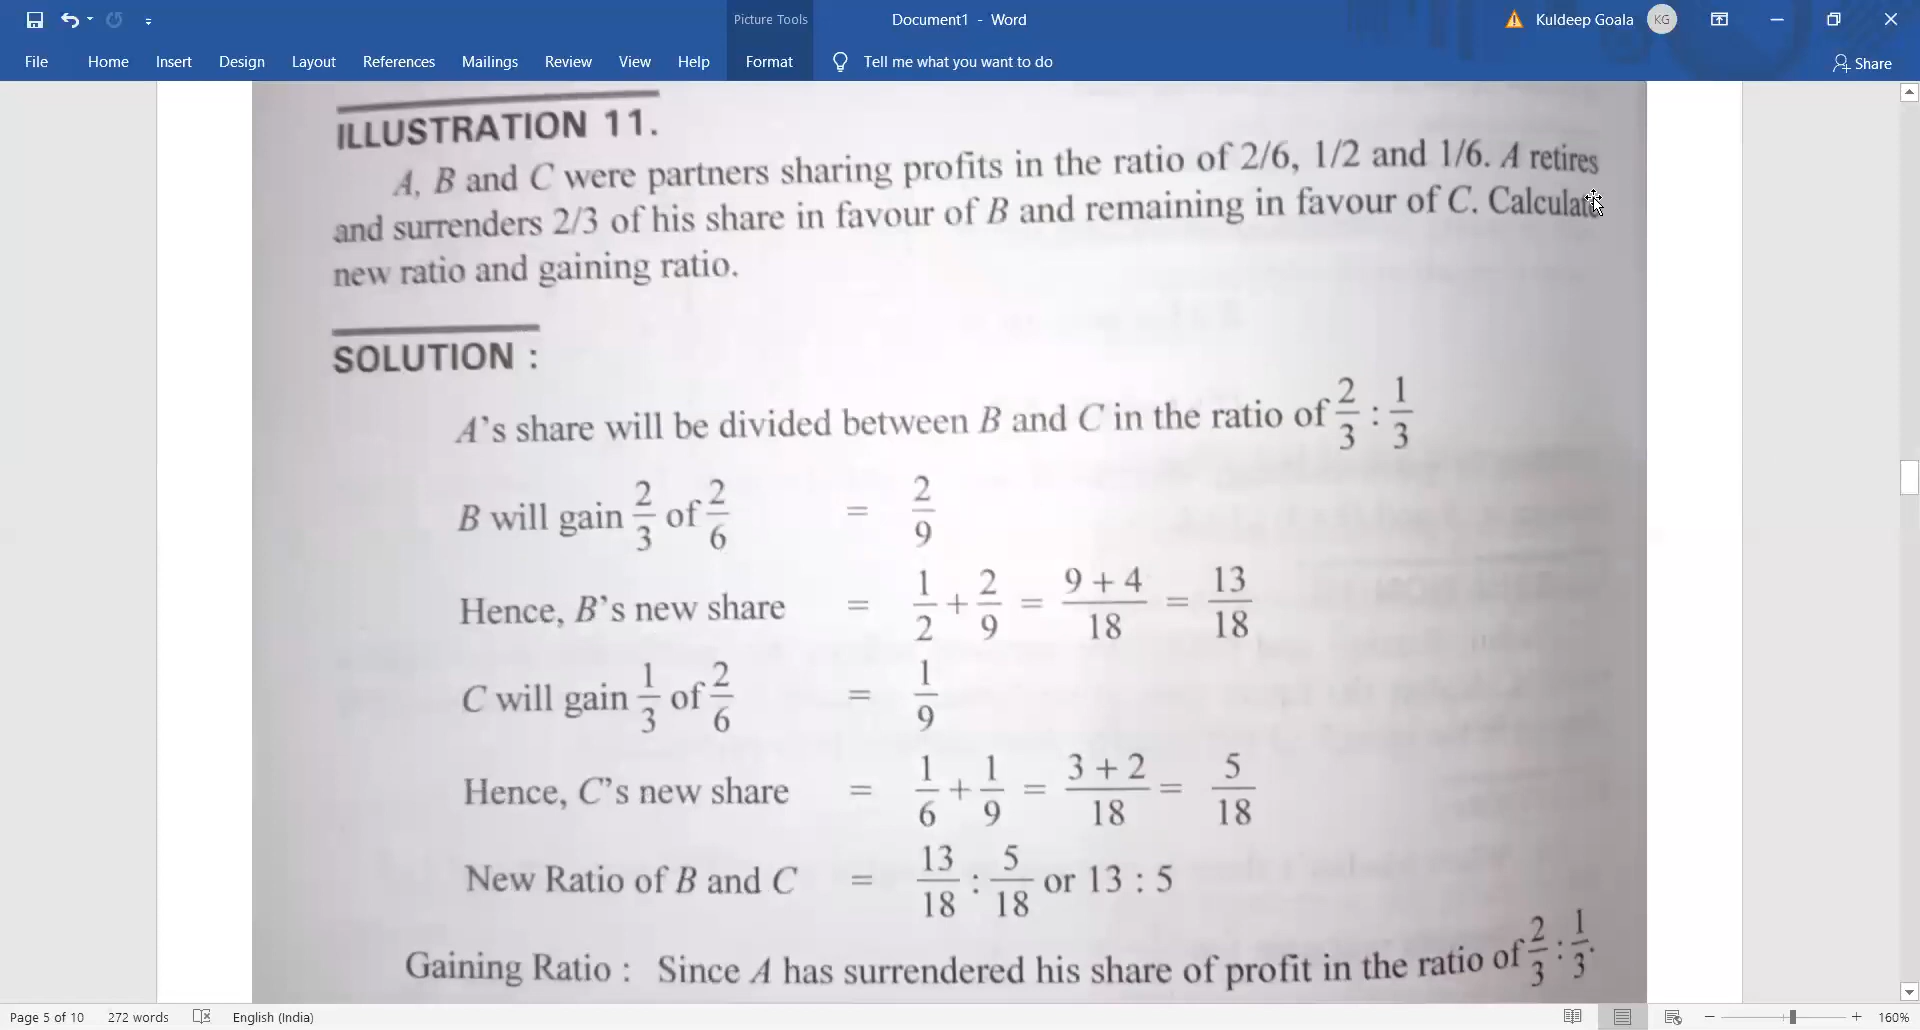 Picture Tools
Document1 - Word
Kuldeep Goala
KG
File Home Insert Design Layout References Mailings Review View Help Format Tell me what you want to do
Share
ILLUSTRATION 11.
A, B and C were partners sharing profits in the ratio of 2/6, 1/2 and 1/6. A retires
and surrenders 2/3 of his share in favour of B and remaining in favour of C. Calculate
new ratio and gaining ratio.
SOLUTION :
A's share will be divided between B and C in the ratio of 2/3 : 1/3
B will gain 2/3 of 2/6 = 2/9
Hence, B's new share = 1/2 + 2/9 = 9 + 4/18 = 13/18
C will gain 1/3 of 2/6 = 1/9
Hence, C's new share = 1/6 + 1/9 = 3 + 2/18 = 5/18
New Ratio of B and C = 13/18 : 5/18 or 13 : 5
Gaining Ratio : Since A has surrendered his share of profit in the ratio of 2/3 : 1/3.
Page 5 of 10 272 words English (India)
160%